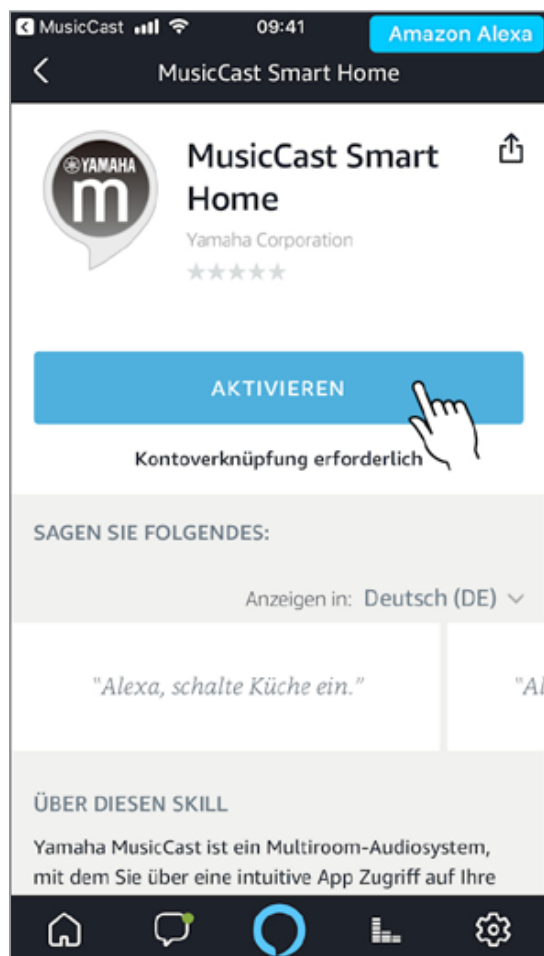 MusicCast
09:41
Amazon Alexa
MusicCast Smart Home
YAMAHA
m
MusicCast Smart
Home
Yamaha Corporation
AKTIVIEREN
Kontoverknüpfung erforderlich
SAGEN SIE FOLGENDES:
Anzeigen in: Deutsch (DE)
"Alexa, schalte Küche ein."
"Al
ÜBER DIESEN SKILL
Yamaha MusicCast ist ein Multiroom-Audiosystem,
mit dem Sie über eine intuitive App Zugriff auf Ihre